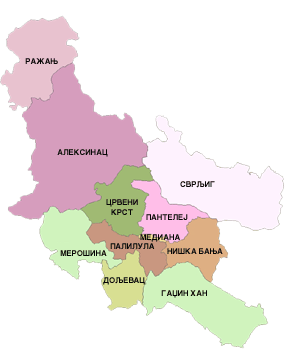 РАЖАЊ
АЛЕКСИНАЦ
СВРЉИГ
ЦРВЕНИ
КРСТ
ПАНТЕЛЕЈ
МЕДИАНА
ПАЛИЛУЛА
НИШКА БАЊА
МЕРОШИНА
ДОЉЕВАЦ
ГАЏИН ХАН